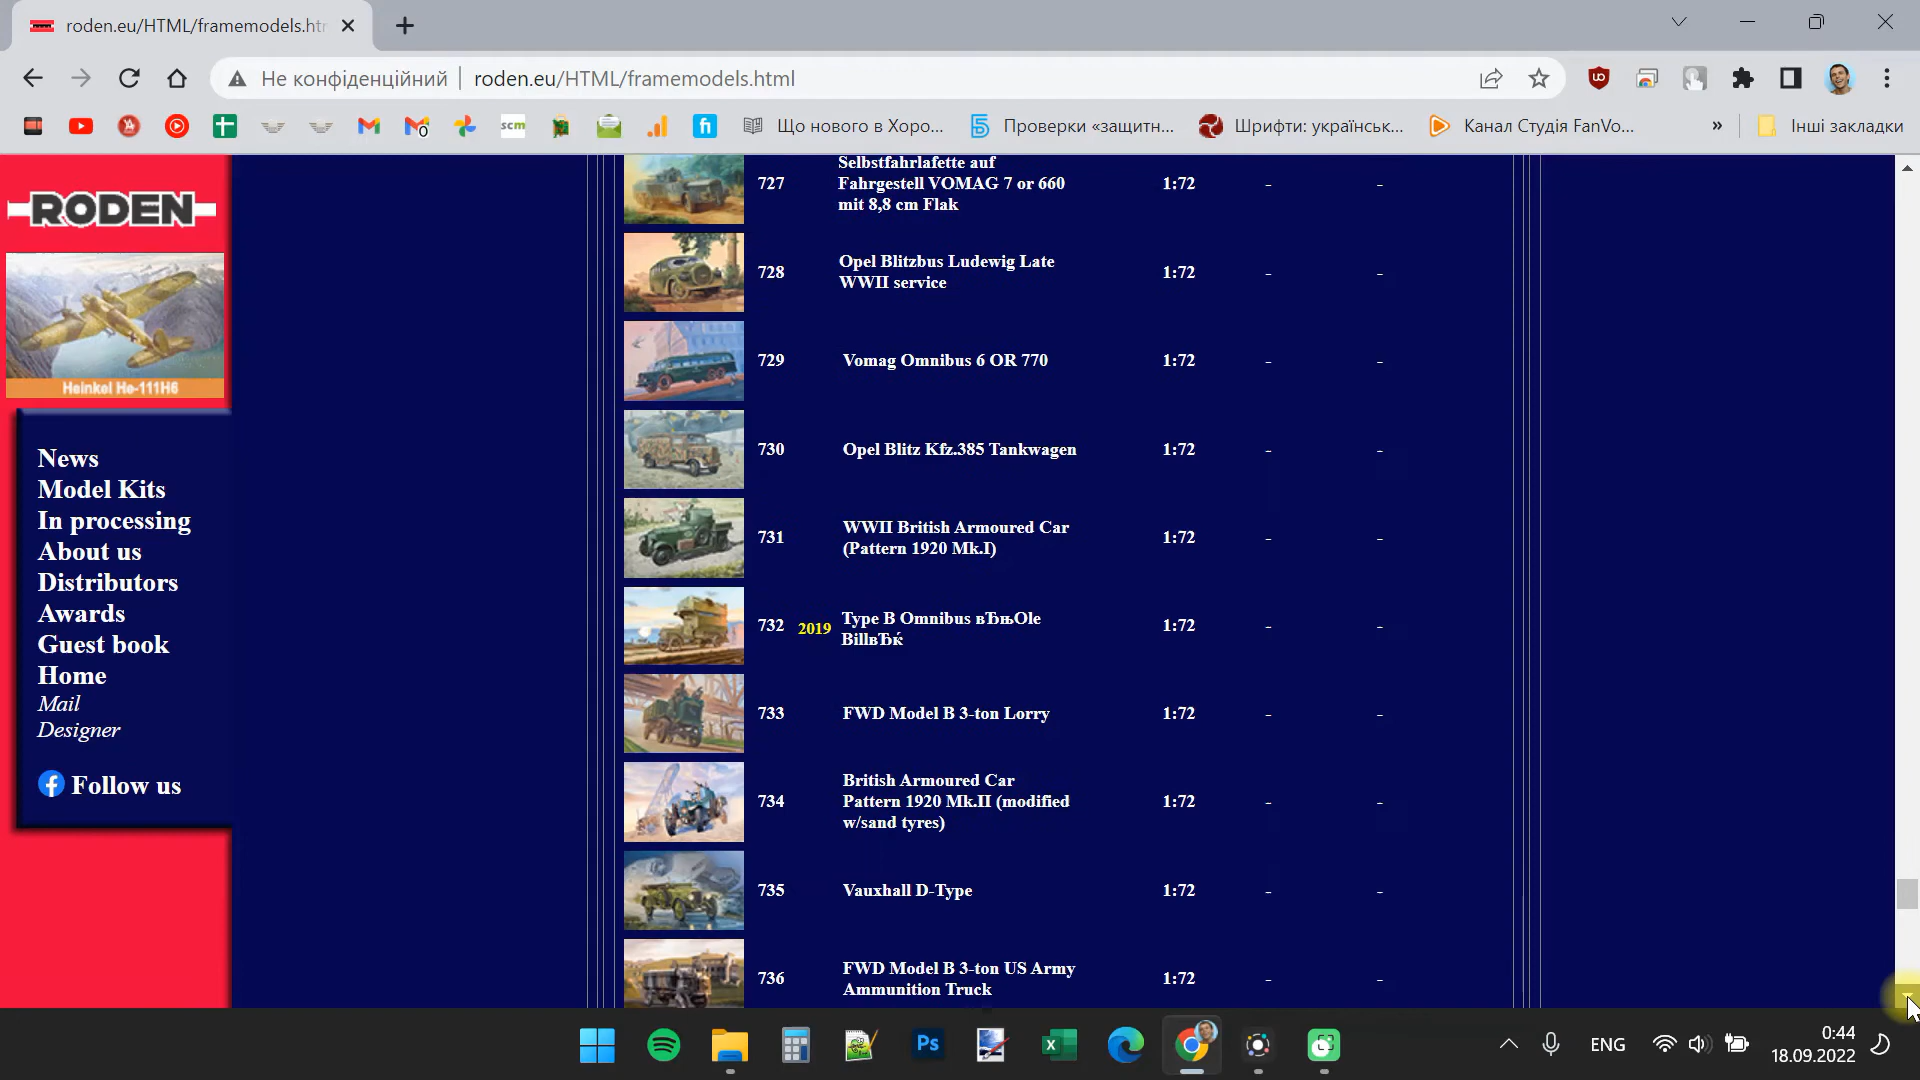 roden.eu/HTML/framemodels.htm
Не конфіденційний
roden.eu/HTML/framemodels.html
Що нового в Хоро...
Проверки «защитн...
Шрифти: українськ...
Канал Студія FanVo...
»
Інші закладки
RODEN
Heinkel He-111H6
News
Model Kits
In processing
About us
Distributors
Awards
Guest book
Home
Mail
Designer
Follow us
727 Selbstfahrlafette auf 1:72 - -
Fahrgestell VOMAG 7 or 660
mit 8,8 cm Flak
728 Opel Blitzbus Ludewig Late 1:72 - -
WWII service
729 Vomag Omnibus 6 OR 770 1:72 - -
730 Opel Blitz Kfz.385 Tankwagen 1:72 - -
731 WWII British Armoured Car 1:72 - -
(Pattern 1920 Mk.I)
732 2019 Type B Omnibus вЂњOle 1:72 - -
BillвЂќ
733 FWD Model B 3-ton Lorry 1:72 - -
734 British Armoured Car 1:72 - -
Pattern 1920 Mk.II (modified
w/sand tyres)
735 Vauxhall D-Type 1:72 - -
736 FWD Model B 3-ton US Army 1:72 - -
Ammunition Truck
Ps
ENG
0:44
18.09.2022